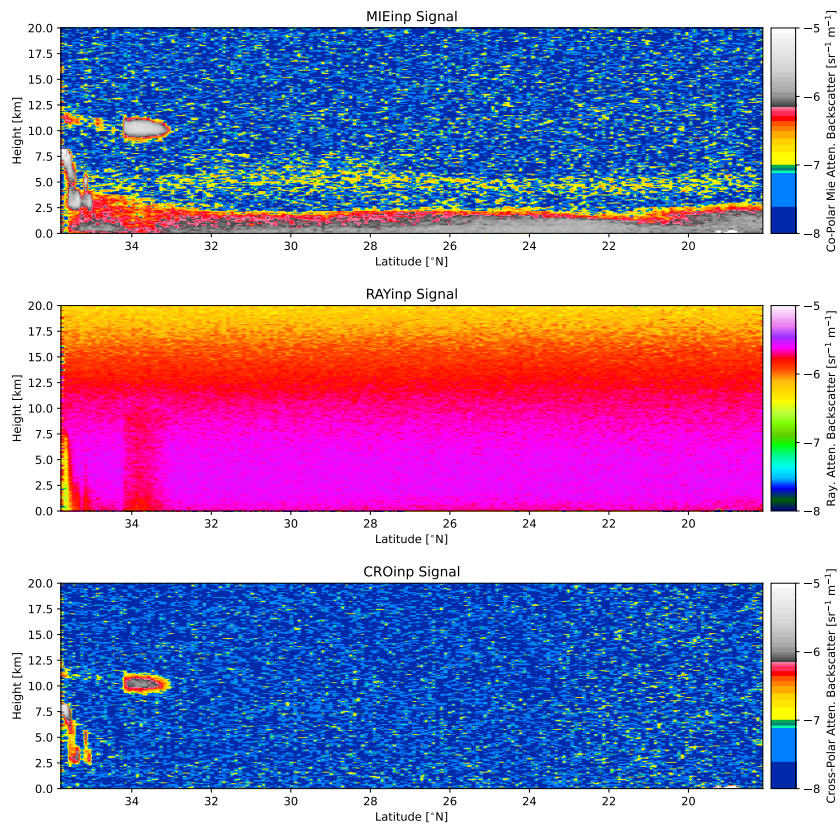 MIEinp Signal
20.0
17.5
15.0
12.5
10.0
7.5
5.0
2.5
0.0
Height [km]
34 32 30 28 26 24 22 20
Latitude [°N]
−5
−6
−7
−8
Co-Polar Mie Atten. Backscatter [sr⁻¹ m⁻¹]
RAYinp Signal
20.0
17.5
15.0
12.5
10.0
7.5
5.0
2.5
0.0
Height [km]
34 32 30 28 26 24 22 20
Latitude [°N]
−5
−6
−7
−8
Ray. Atten. Backscatter [sr⁻¹ m⁻¹]
CROinp Signal
20.0
17.5
15.0
12.5
10.0
7.5
5.0
2.5
0.0
Height [km]
34 32 30 28 26 24 22 20
Latitude [°N]
−5
−6
−7
−8
Cross-Polar Atten. Backscatter [sr⁻¹ m⁻¹]